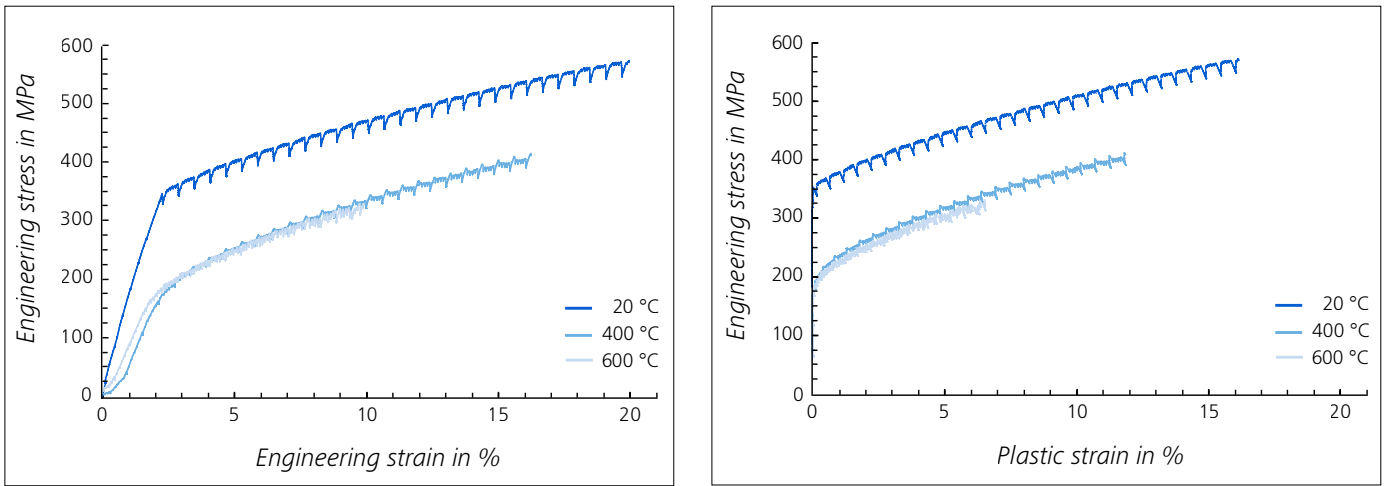 600
500
400
300
200
100
0
0 5 10 15 20
Engineering stress in MPa
Engineering strain in %
20 °C
400 °C
600 °C
600
500
400
300
200
100
0
0 5 10 15 20
Engineering stress in MPa
Plastic strain in %
20 °C
400 °C
600 °C